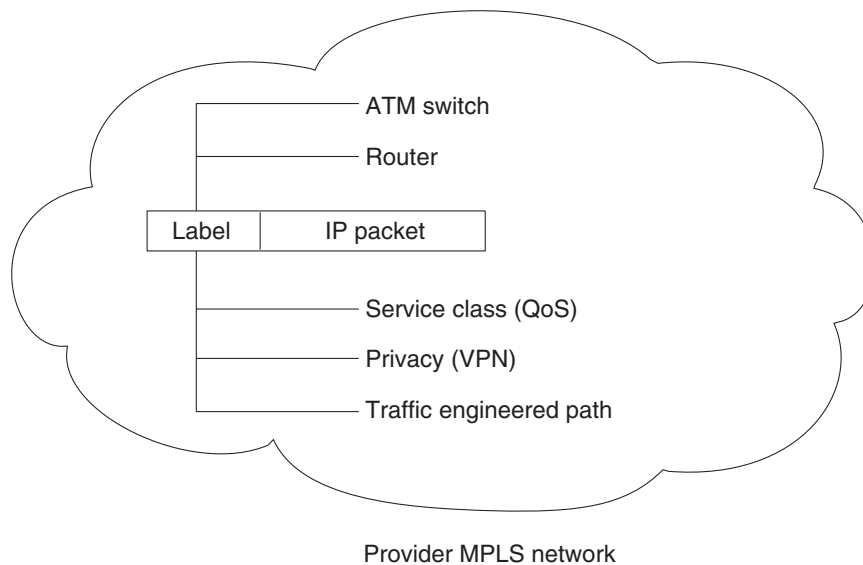 ATM switch
Router
Label IP packet
Service class (QoS)
Privacy (VPN)
Traffic engineered path
Provider MPLS network